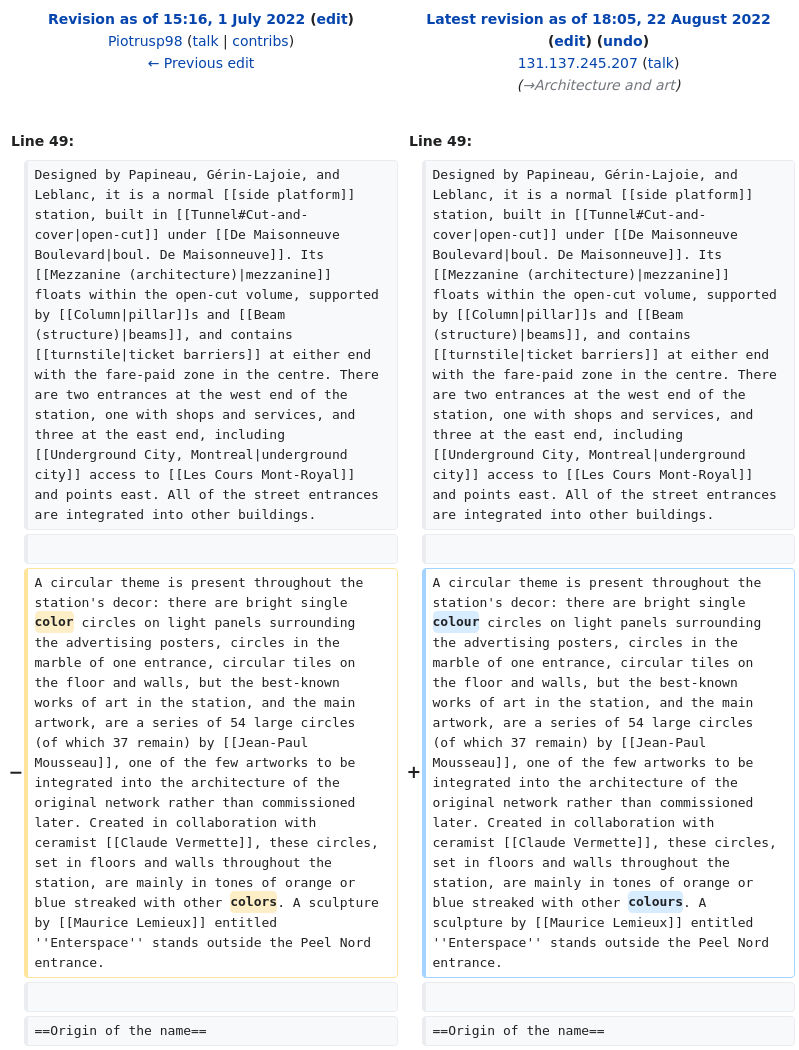 Revision as of 15:16, 1 July 2022 (edit)
Piotrusp98 (talk | contribs)
← Previous edit
Latest revision as of 18:05, 22 August 2022
(edit) (undo)
131.137.245.207 (talk)
(→Architecture and art)
Line 49:
Designed by Papineau, Gérin-Lajoie, and
Leblanc, it is a normal [[side platform]]
station, built in [[Tunnel#Cut-and-
cover|open-cut]] under [[De Maisonneuve
Boulevard|boul. De Maisonneuve]]. Its
[[Mezzanine (architecture)|mezzanine]]
floats within the open-cut volume, supported
by [[Column|pillar]]s and [[Beam
(structure)|beams]], and contains
[[turnstile|ticket barriers]] at either end
with the fare-paid zone in the centre. There
are two entrances at the west end of the
station, one with shops and services, and
three at the east end, including
[[Underground City, Montreal|underground
city]] access to [[Les Cours Mont-Royal]]
and points east. All of the street entrances
are integrated into other buildings.
−
A circular theme is present throughout the
station's decor: there are bright single
color circles on light panels surrounding
the advertising posters, circles in the
marble of one entrance, circular tiles on
the floor and walls, but the best-known
works of art in the station, and the main
artwork, are a series of 54 large circles
(of which 37 remain) by [[Jean-Paul
Mousseau]], one of the few artworks to be
integrated into the architecture of the
original network rather than commissioned
later. Created in collaboration with
ceramist [[Claude Vermette]], these circles,
set in floors and walls throughout the
station, are mainly in tones of orange or
blue streaked with other colors. A sculpture
by [[Maurice Lemieux]] entitled
''Enterspace'' stands outside the Peel Nord
entrance.
==Origin of the name==
Line 49:
Designed by Papineau, Gérin-Lajoie, and
Leblanc, it is a normal [[side platform]]
station, built in [[Tunnel#Cut-and-
cover|open-cut]] under [[De Maisonneuve
Boulevard|boul. De Maisonneuve]]. Its
[[Mezzanine (architecture)|mezzanine]]
floats within the open-cut volume, supported
by [[Column|pillar]]s and [[Beam
(structure)|beams]], and contains
[[turnstile|ticket barriers]] at either end
with the fare-paid zone in the centre. There
are two entrances at the west end of the
station, one with shops and services, and
three at the east end, including
[[Underground City, Montreal|underground
city]] access to [[Les Cours Mont-Royal]]
and points east. All of the street entrances
are integrated into other buildings.
+
A circular theme is present throughout the
station's decor: there are bright single
colour circles on light panels surrounding
the advertising posters, circles in the
marble of one entrance, circular tiles on
the floor and walls, but the best-known
works of art in the station, and the main
artwork, are a series of 54 large circles
(of which 37 remain) by [[Jean-Paul
Mousseau]], one of the few artworks to be
integrated into the architecture of the
original network rather than commissioned
later. Created in collaboration with
ceramist [[Claude Vermette]], these circles,
set in floors and walls throughout the
station, are mainly in tones of orange or
blue streaked with other colours. A
sculpture by [[Maurice Lemieux]] entitled
''Enterspace'' stands outside the Peel Nord
entrance.
==Origin of the name==